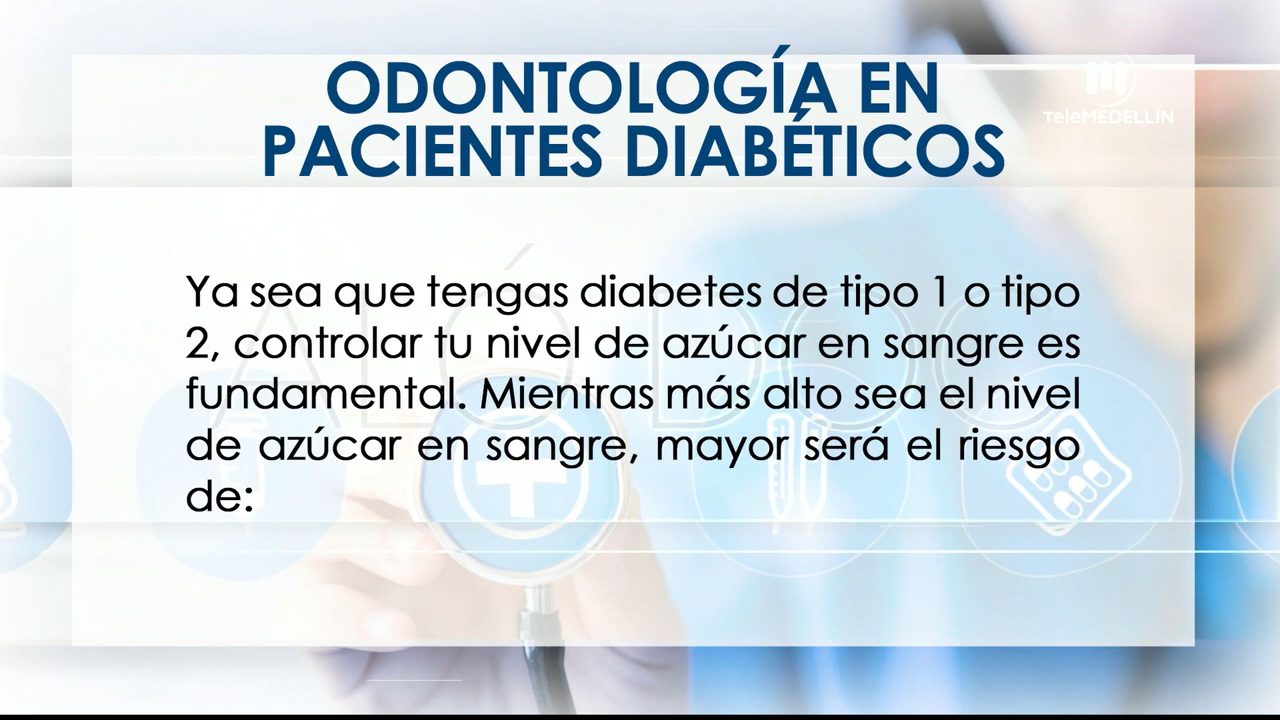 ODONTOLOGÍA EN
PACIENTES DIABÉTICOS
TeleMEDELLÍN
ALÓ DOC
Ya sea que tengas diabetes de tipo 1 o tipo
2, controlar tu nivel de azúcar en sangre es
fundamental. Mientras más alto sea el nivel
de azúcar en sangre, mayor será el riesgo
de: